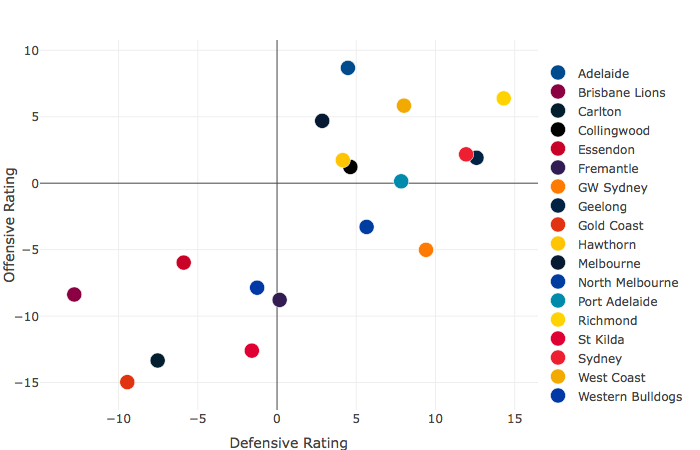 10
5
0
−5
−10
−15
Offensive Rating
−10
−5
0
5
10
15
Defensive Rating
Adelaide
Brisbane Lions
Carlton
Collingwood
Essendon
Fremantle
GW Sydney
Geelong
Gold Coast
Hawthorn
Melbourne
North Melbourne
Port Adelaide
Richmond
St Kilda
Sydney
West Coast
Western Bulldogs